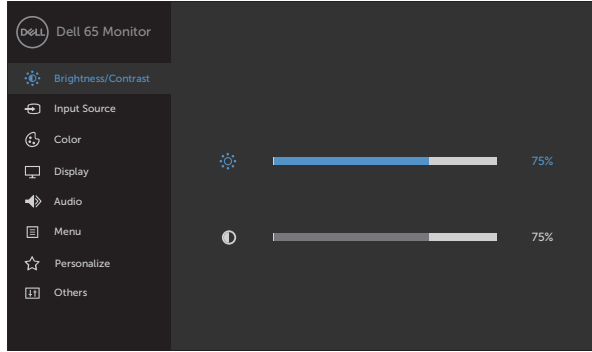 DELL Dell 65 Monitor
Brightness/Contrast
Input Source
Color
Display
75%
Audio
Menu
75%
Personalize
Others